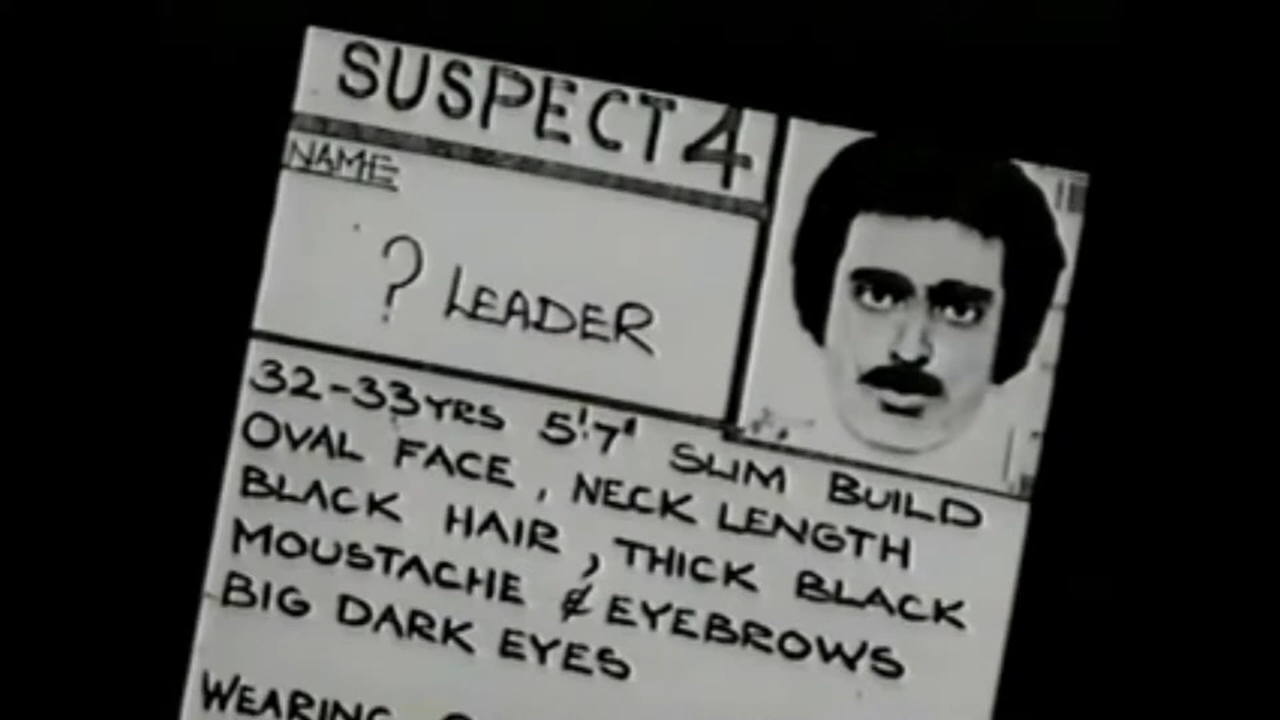 SUSPECT 4
NAME
? LEADER
32-33YRS 5'.7" SLIM BUILD
OVAL FACE, NECK LENGTH
BLACK HAIR, THICK BLACK
MOUSTACHE & EYEBROWS
BIG DARK EYES
WEARING